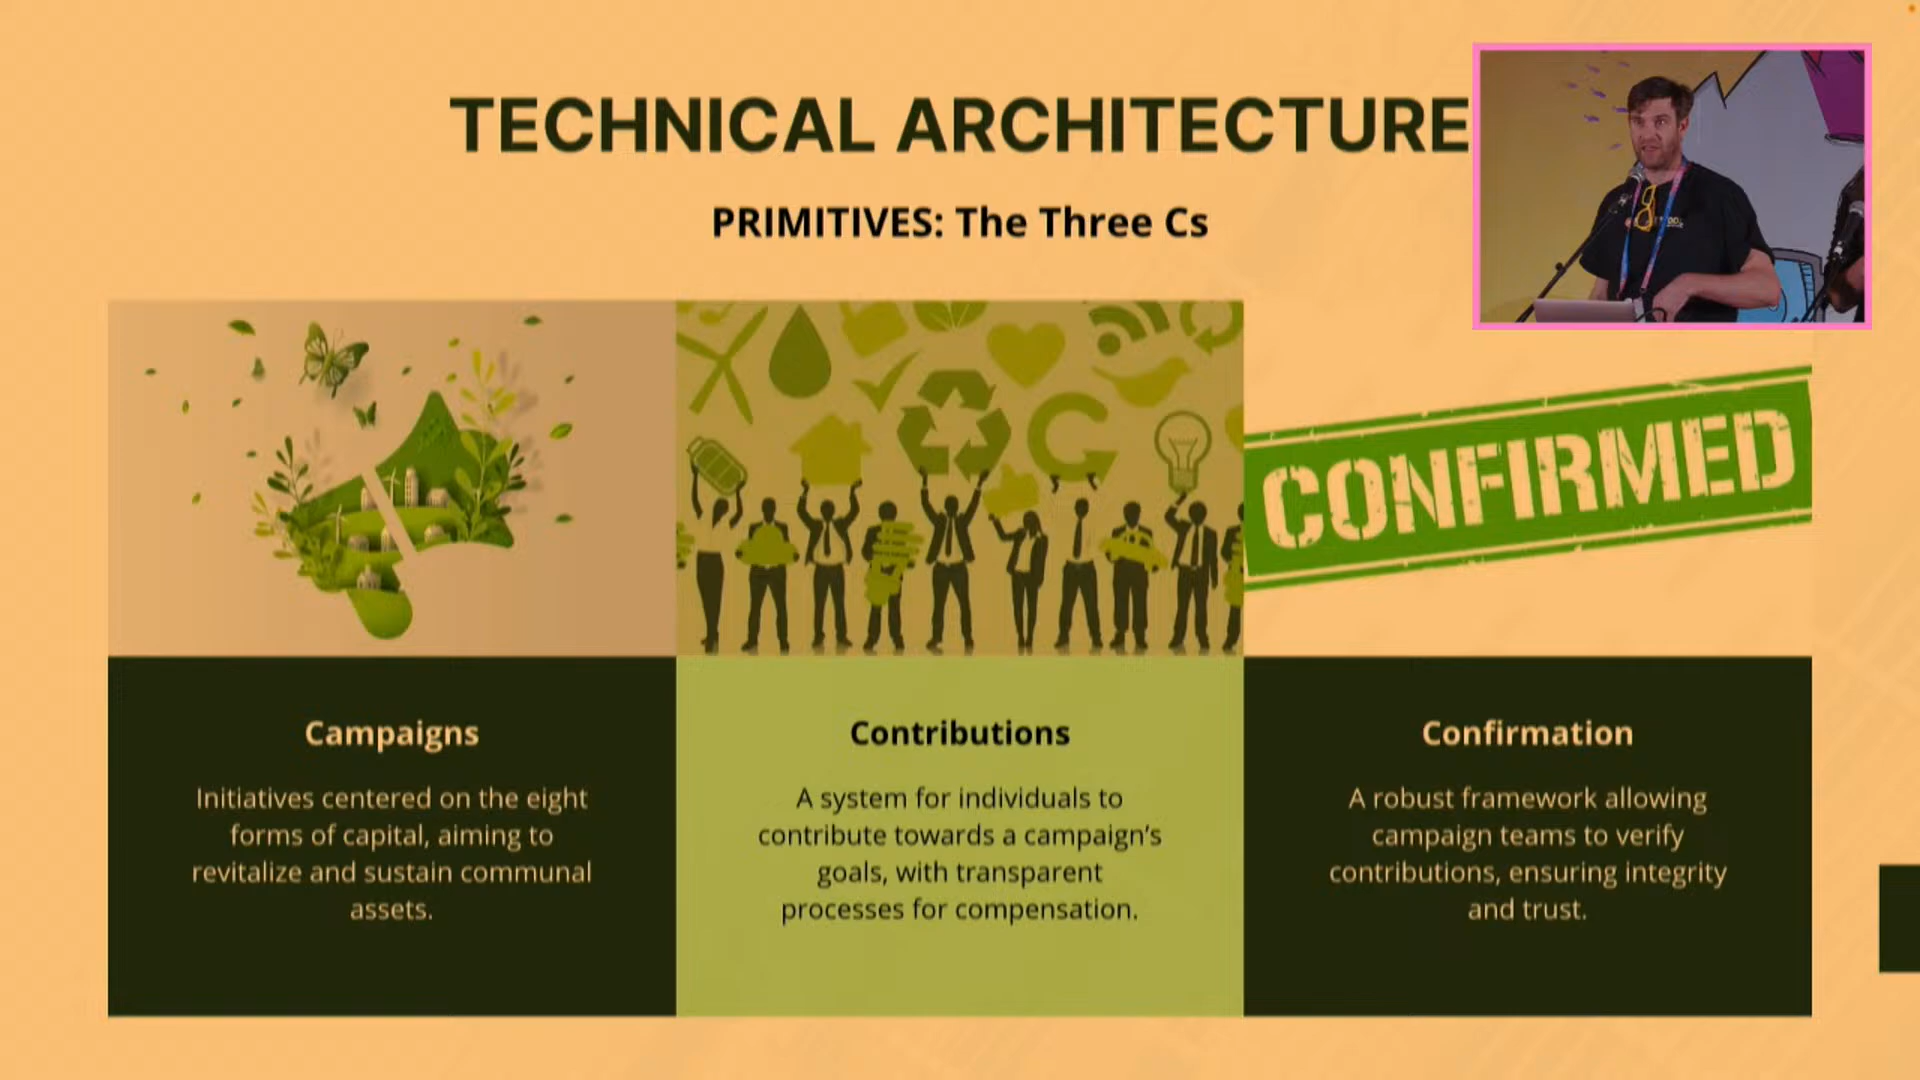 TECHNICAL ARCHITECTURE
PRIMITIVES: The Three Cs
CONFIRMED
Campaigns
Initiatives centered on the eight
forms of capital, aiming to
revitalize and sustain communal
assets.
Contributions
A system for individuals to
contribute towards a campaign's
goals, with transparent
processes for compensation.
Confirmation
A robust framework allowing
campaign teams to verify
contributions, ensuring integrity
and trust.